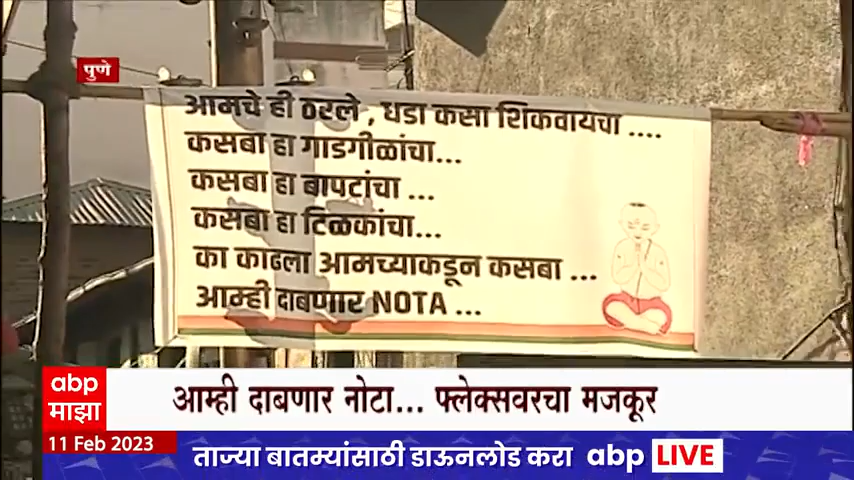 पुणे
आमचे ही ठरले , धडा कसा शिकवायचा ....
कसबा हा गाडगीळांचा...
कसबा हा बापटांचा ...
कसबा हा टिळकांचा...
का काढला आमच्याकडून कसबा ...
आम्ही दाबणार NOTA ...
abp माझा
आम्ही दाबणार नोटा... फ्लेक्सवरचा मजकूर
11 Feb 2023
ताज्या बातम्यांसाठी डाऊनलोड करा abp LIVE